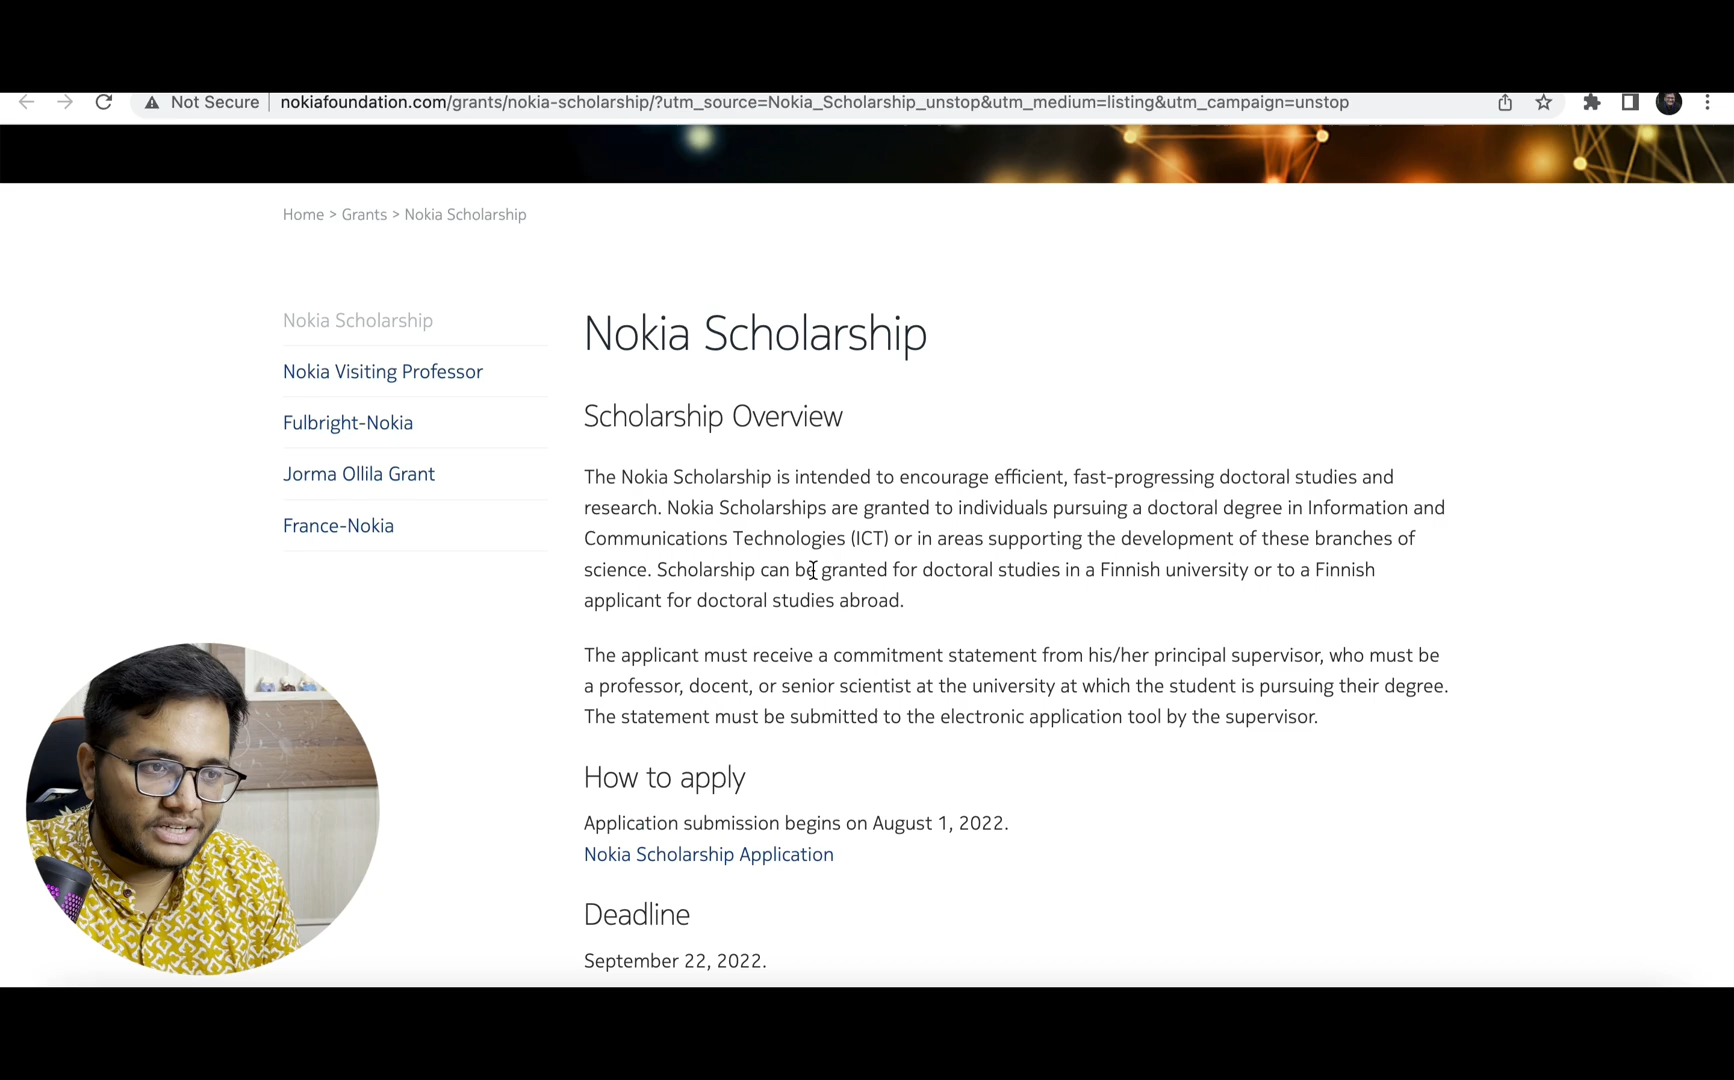 Not Secure
nokiafoundation.com/grants/nokia-scholarship/?utm_source=Nokia_Scholarship_unstop&utm_medium=listing&utm_campaign=unstop
Home > Grants > Nokia Scholarship
Nokia Scholarship
Nokia Visiting Professor
Fulbright-Nokia
Jorma Ollila Grant
France-Nokia
Nokia Scholarship
Scholarship Overview
The Nokia Scholarship is intended to encourage efficient, fast-progressing doctoral studies and
research. Nokia Scholarships are granted to individuals pursuing a doctoral degree in Information and
Communications Technologies (ICT) or in areas supporting the development of these branches of
science. Scholarship can be granted for doctoral studies in a Finnish university or to a Finnish
applicant for doctoral studies abroad.
The applicant must receive a commitment statement from his/her principal supervisor, who must be
a professor, docent, or senior scientist at the university at which the student is pursuing their degree.
The statement must be submitted to the electronic application tool by the supervisor.
How to apply
Application submission begins on August 1, 2022.
Nokia Scholarship Application
Deadline
September 22, 2022.